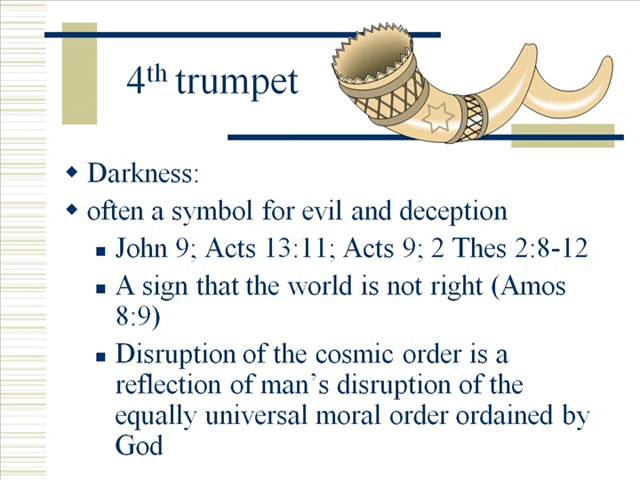 4th trumpet
Darkness:
often a symbol for evil and deception
John 9; Acts 13:11; Acts 9; 2 Thes 2:8-12
A sign that the world is not right (Amos
8:9)
Disruption of the cosmic order is a
reflection of man’s disruption of the
equally universal moral order ordained by
God